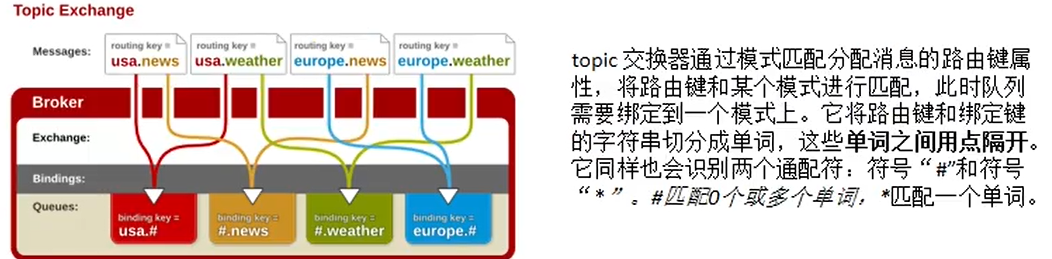 Topic Exchange
Messages:
routing key =
usa.news
routing key =
usa.weather
routing key =
europe.news
routing key =
europe.weather
Broker
Exchange:
Bindings:
Queues:
binding key =
usa.#
binding key =
#.news
binding key =
#.weather
binding key =
europe.#
topic 交换器通过模式匹配分配消息的路由键属
性，将路由键和某个模式进行匹配，此时队列
需要绑定到一个模式上。它将路由键和绑定键
的字符串切分成单词，这些单词之间用点隔开。
它同样也会识别两个通配符：符号“#”和符号
“*”。#匹配0个或多个单词，*匹配一个单词。